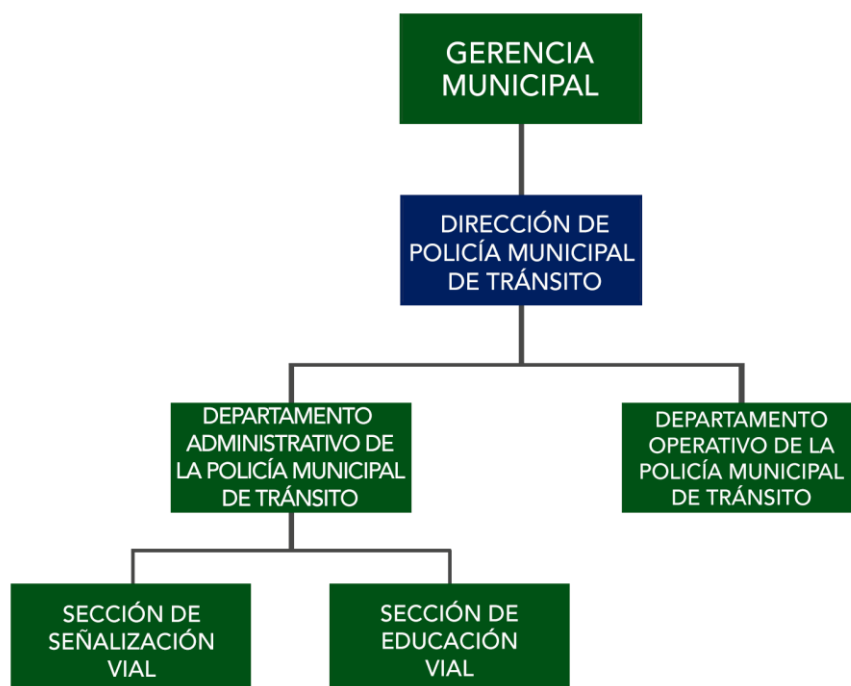 GERENCIA
MUNICIPAL
DIRECCIÓN DE
POLICÍA MUNICIPAL
DE TRÁNSITO
DEPARTAMENTO
ADMINISTRATIVO DE
LA POLICÍA MUNICIPAL
DE TRÁNSITO
DEPARTAMENTO
OPERATIVO DE LA
POLICÍA MUNICIPAL
DE TRÁNSITO
SECCIÓN DE
SEÑALIZACIÓN
VIAL
SECCIÓN DE
EDUCACIÓN
VIAL